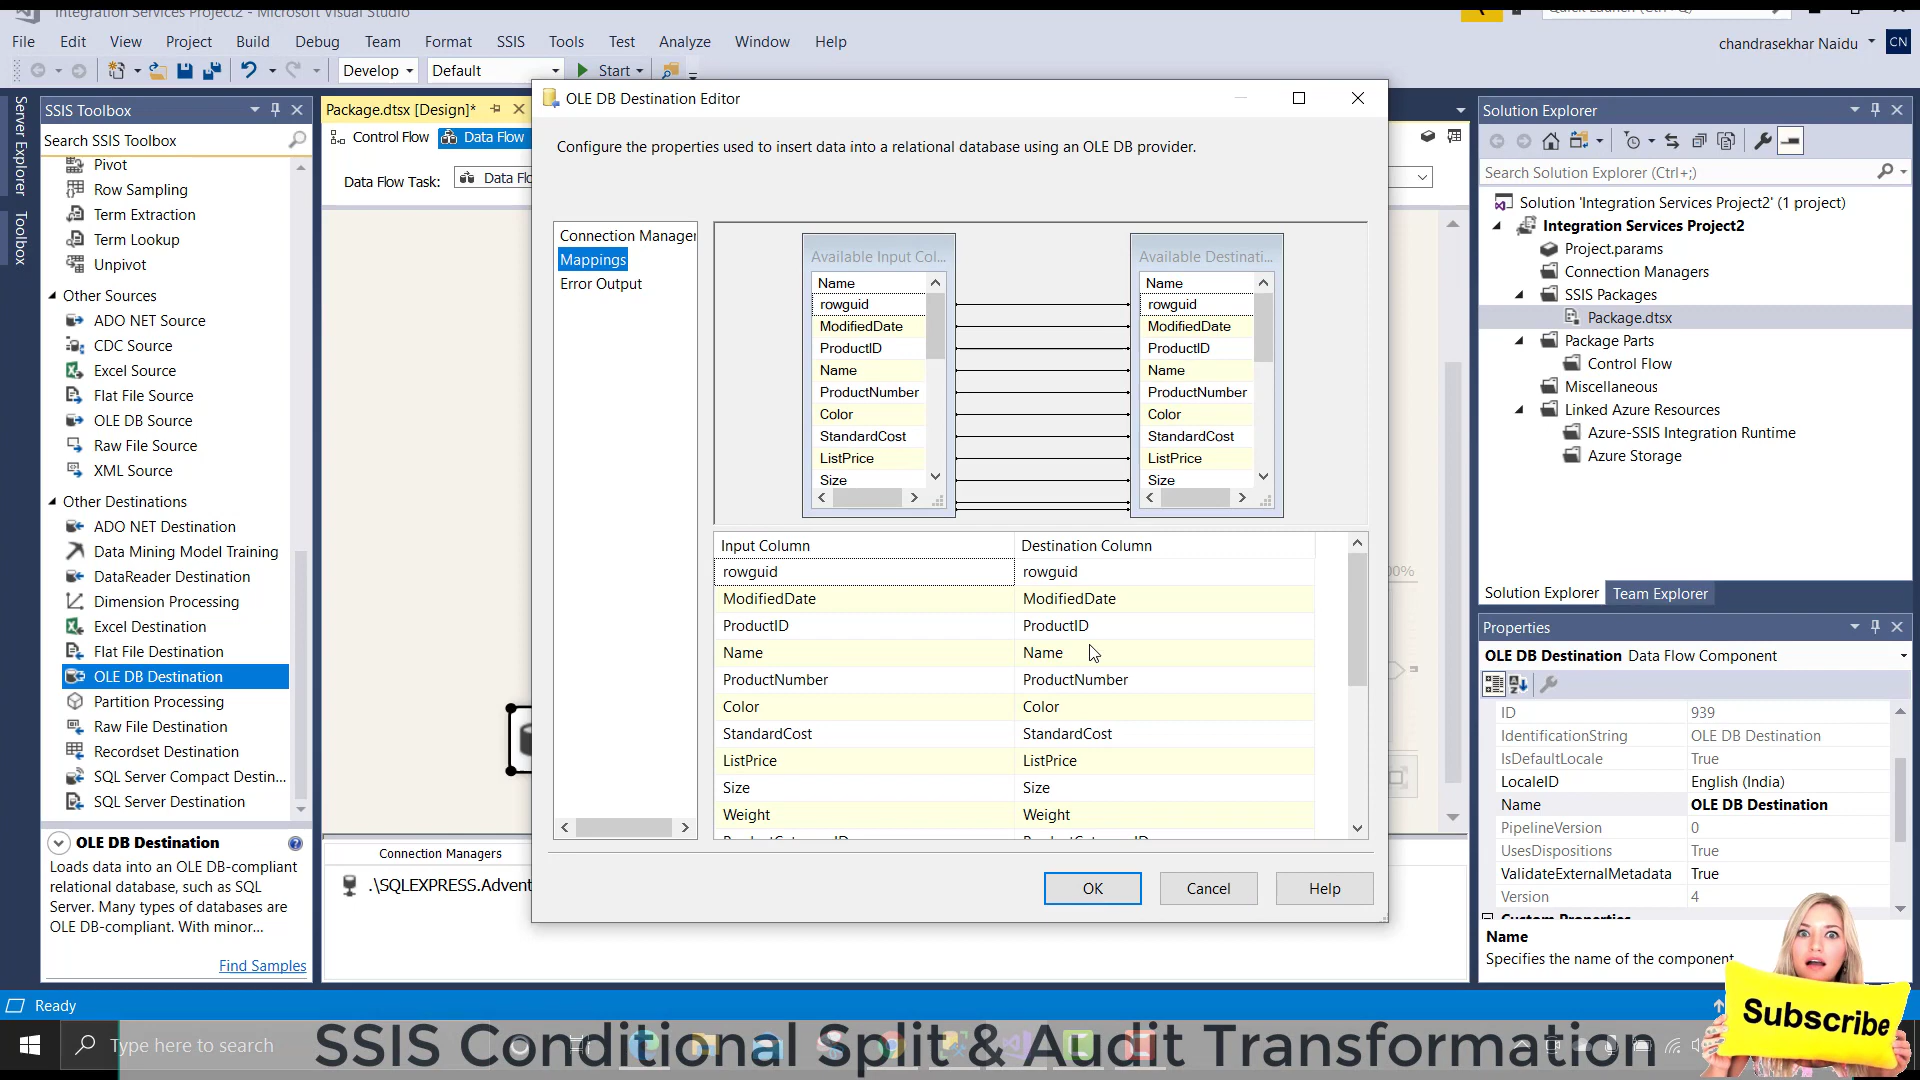 Integration Services Project2 - Microsoft Visual Studio
File Edit View Project Build Debug Team Format SSIS Tools Test Analyze Window Help
chandrasekhar Naidu CN
Develop Default Start
Server Explorer
Toolbox
SSIS Toolbox
Search SSIS Toolbox
Pivot
Row Sampling
Term Extraction
Term Lookup
Unpivot
Other Sources
ADO NET Source
CDC Source
Excel Source
Flat File Source
OLE DB Source
Raw File Source
XML Source
Other Destinations
ADO NET Destination
Data Mining Model Training
DataReader Destination
Dimension Processing
Excel Destination
Flat File Destination
OLE DB Destination
Partition Processing
Raw File Destination
Recordset Destination
SQL Server Compact Destin...
SQL Server Destination
OLE DB Destination
Loads data into an OLE DB-compliant
relational database, such as SQL
Server. Many types of databases are
OLE DB-compliant. With minor...
Find Samples
Package.dtsx [Design]*
Control Flow Data Flow
Data Flow Task: Data Flo
Connection Managers
.\SQLEXPRESS.Advent
OLE DB Destination Editor
Configure the properties used to insert data into a relational database using an OLE DB provider.
Connection Manager
Mappings
Error Output
Available Input Col...
Name
rowguid
ModifiedDate
ProductID
Name
ProductNumber
Color
StandardCost
ListPrice
Size
Available Destinati...
Name
rowguid
ModifiedDate
ProductID
Name
ProductNumber
Color
StandardCost
ListPrice
Size
Input Column Destination Column
rowguid rowguid
ModifiedDate ModifiedDate
ProductID ProductID
Name Name
ProductNumber ProductNumber
Color Color
StandardCost StandardCost
ListPrice ListPrice
Size Size
Weight Weight
OK Cancel Help
00%
Solution Explorer
Search Solution Explorer (Ctrl+;)
Solution 'Integration Services Project2' (1 project)
Integration Services Project2
Project.params
Connection Managers
SSIS Packages
Package.dtsx
Package Parts
Control Flow
Miscellaneous
Linked Azure Resources
Azure-SSIS Integration Runtime
Azure Storage
Solution Explorer Team Explorer
Properties
OLE DB Destination Data Flow Component
ID 939
IdentificationString OLE DB Destination
IsDefaultLocale True
LocaleID English (India)
Name OLE DB Destination
PipelineVersion 0
UsesDispositions True
ValidateExternalMetadata True
Version 4
Custom Properties
Name
Specifies the name of the component
Ready
Type here to search
SSIS Conditional Split & Audit Transformation
Subscribe